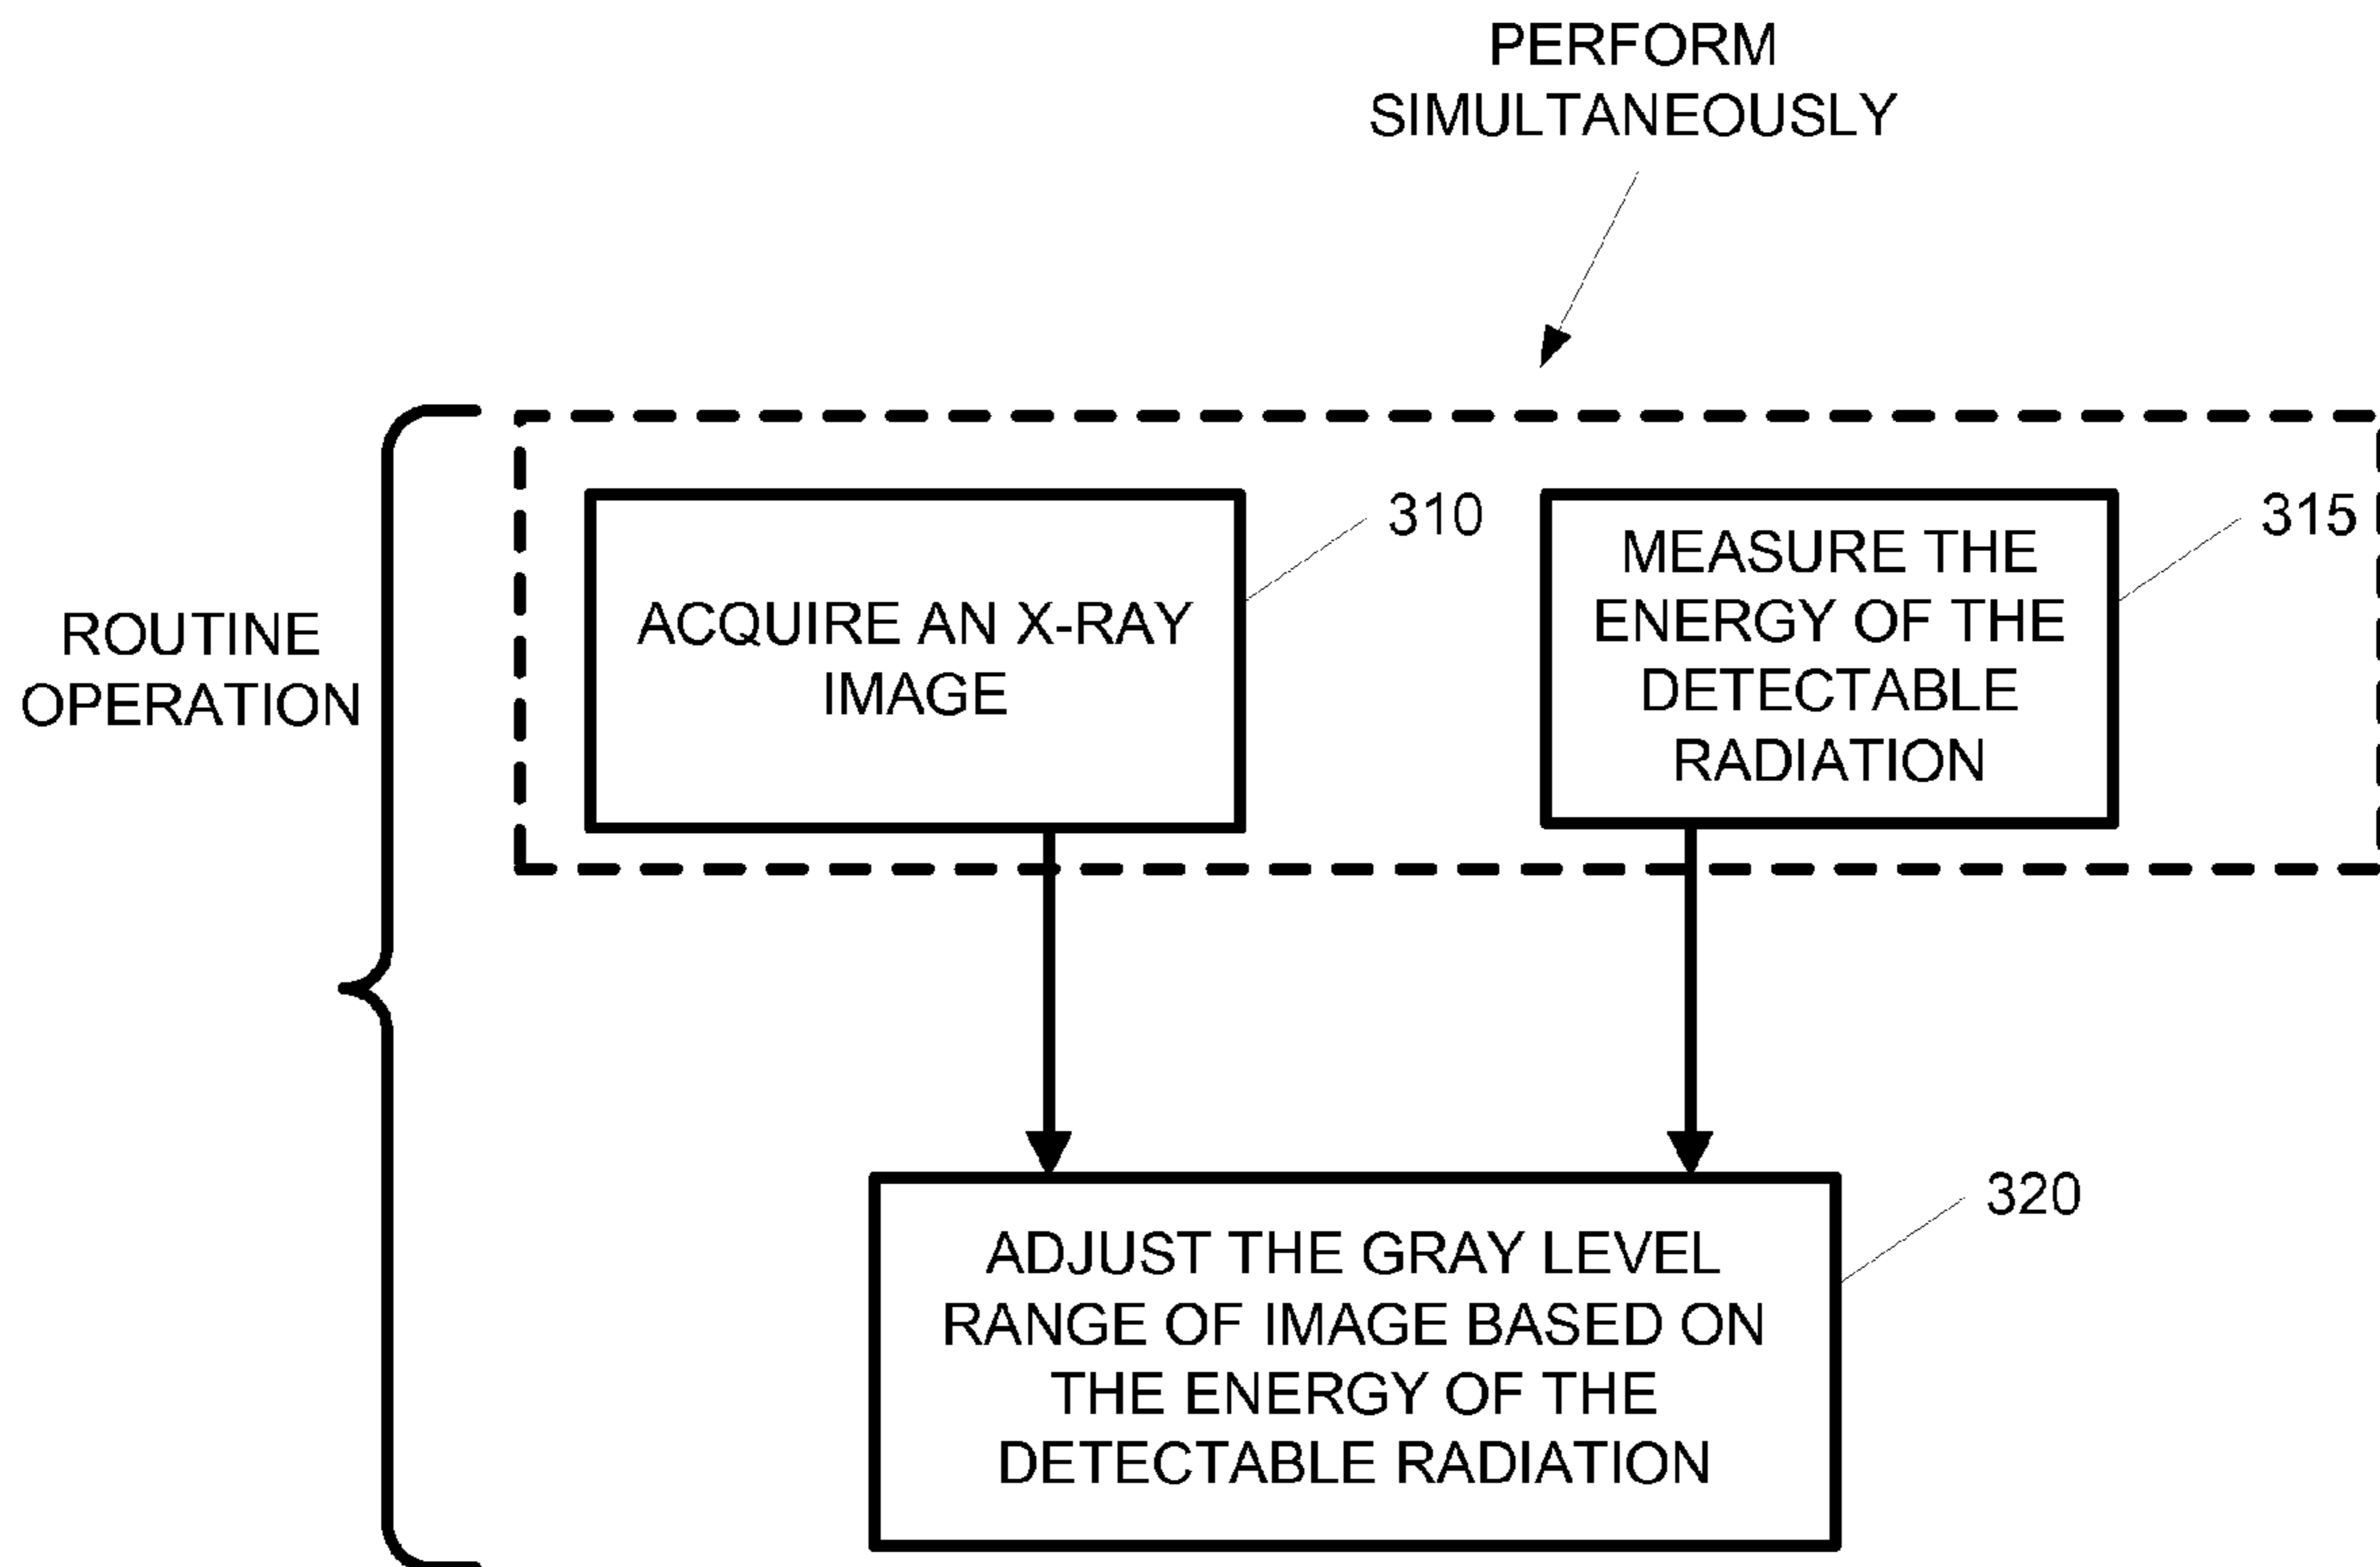 PERFORM
SIMULTANEOUSLY
ROUTINE
OPERATION
ACQUIRE AN X-RAY
IMAGE
310
MEASURE THE
ENERGY OF THE
DETECTABLE
RADIATION
315
ADJUST THE GRAY LEVEL
RANGE OF IMAGE BASED ON
THE ENERGY OF THE
DETECTABLE RADIATION
320